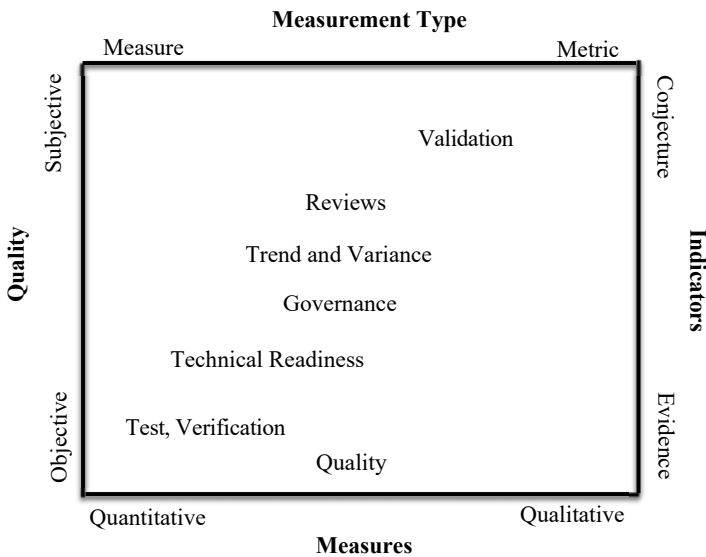 Measurement Type
Measure
Metric
Subjective
Conjecture
Validation
Reviews
Quality
Trend and Variance
Indicators
Governance
Technical Readiness
Objective
Evidence
Test, Verification
Quality
Quantitative
Qualitative
Measures